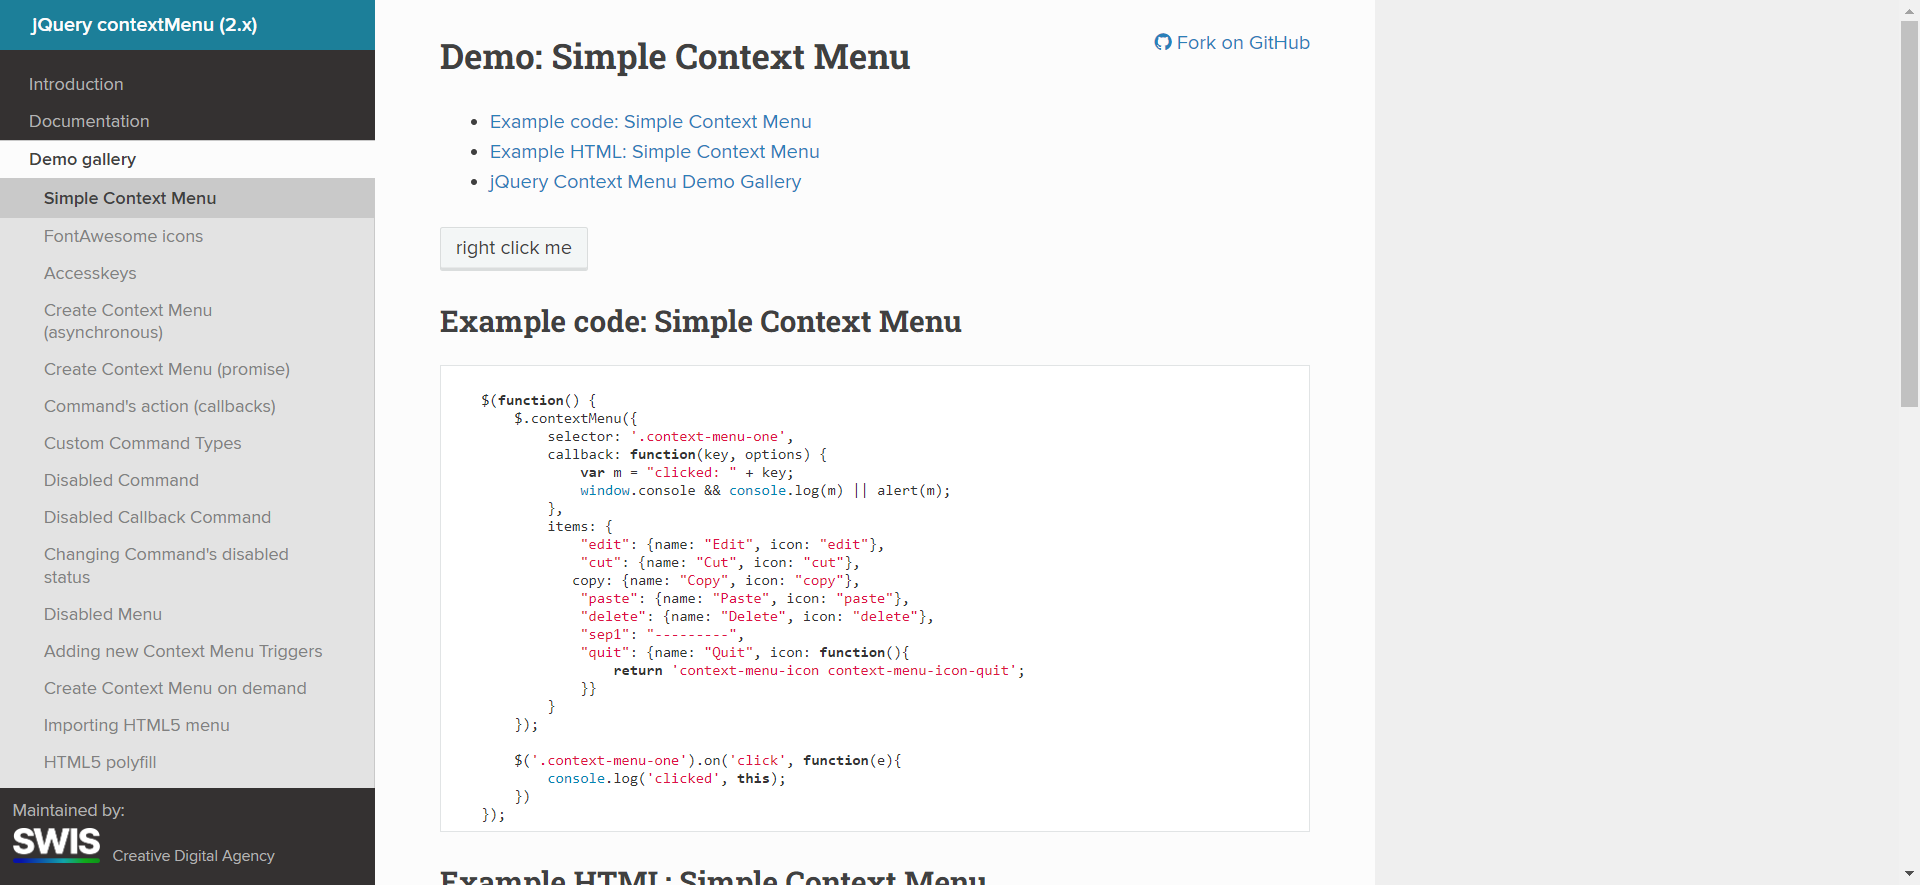 jQuery contextMenu (2.x)
Introduction
Documentation
Demo gallery
Simple Context Menu
FontAwesome icons
Accesskeys
Create Context Menu
(asynchronous)
Create Context Menu (promise)
Command's action (callbacks)
Custom Command Types
Disabled Command
Disabled Callback Command
Changing Command's disabled
status
Disabled Menu
Adding new Context Menu Triggers
Create Context Menu on demand
Importing HTML5 menu
HTML5 polyfill
Maintained by:
SWIS Creative Digital Agency
Demo: Simple Context Menu
Fork on GitHub
• Example code: Simple Context Menu
• Example HTML: Simple Context Menu
• jQuery Context Menu Demo Gallery
right click me
Example code: Simple Context Menu
$(function() {
    $.contextMenu({
        selector: '.context-menu-one',
        callback: function(key, options) {
            var m = "clicked: " + key;
            window.console && console.log(m) || alert(m);
        },
        items: {
            "edit": {name: "Edit", icon: "edit"},
            "cut": {name: "Cut", icon: "cut"},
           copy: {name: "Copy", icon: "copy"},
            "paste": {name: "Paste", icon: "paste"},
            "delete": {name: "Delete", icon: "delete"},
            "sep1": "---------",
            "quit": {name: "Quit", icon: function(){
                return 'context-menu-icon context-menu-icon-quit';
            }}
        }
    });

    $('.context-menu-one').on('click', function(e){
        console.log('clicked', this);
    })
});
Example HTML: Simple Context Menu